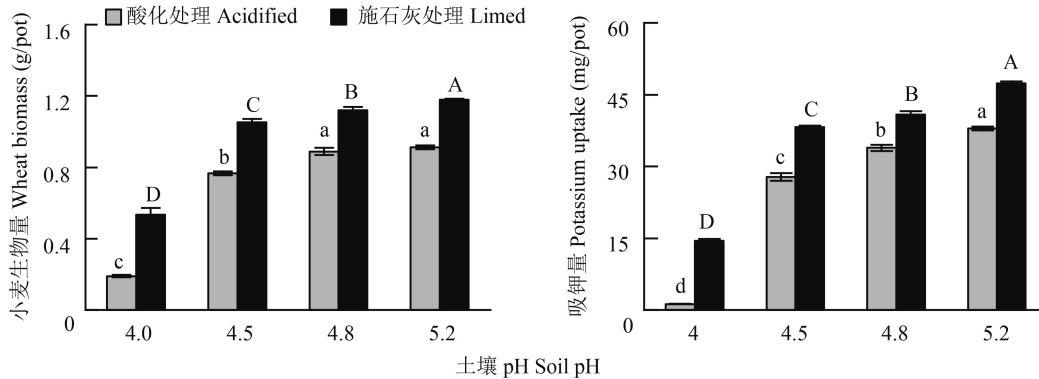 酸化处理 Acidified
施石灰处理 Limed
小麦生物量 Wheat biomass (g/pot)
1.6
1.2
0.8
0.4
0
c
D
b
C
a
B
a
A
4.0
4.5
4.8
5.2
吸钾量 Potassium uptake (mg/pot)
60
45
30
15
0
d
D
c
C
b
B
a
A
4
4.5
4.8
5.2
土壤 pH Soil pH